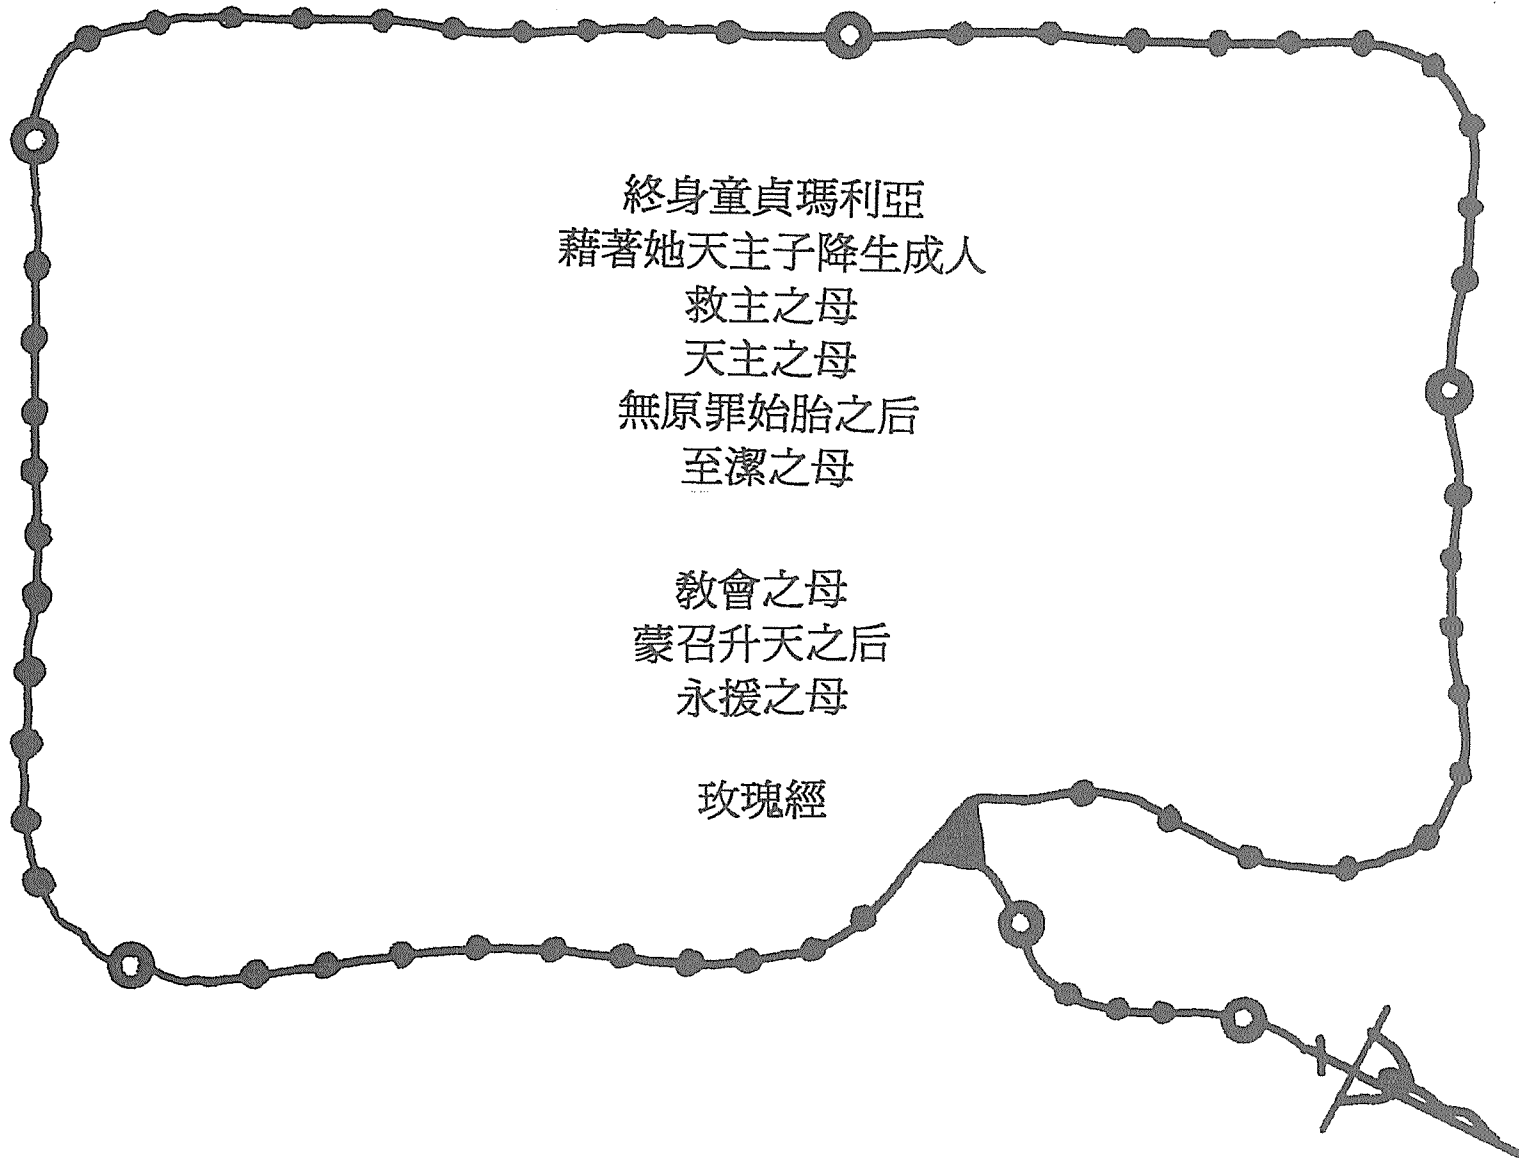 終身童貞瑪利亞
藉著她天主子降生成人
救主之母
天主之母
無原罪始胎之后
至潔之母
教會之母
蒙召升天之后
永援之母
玫瑰經